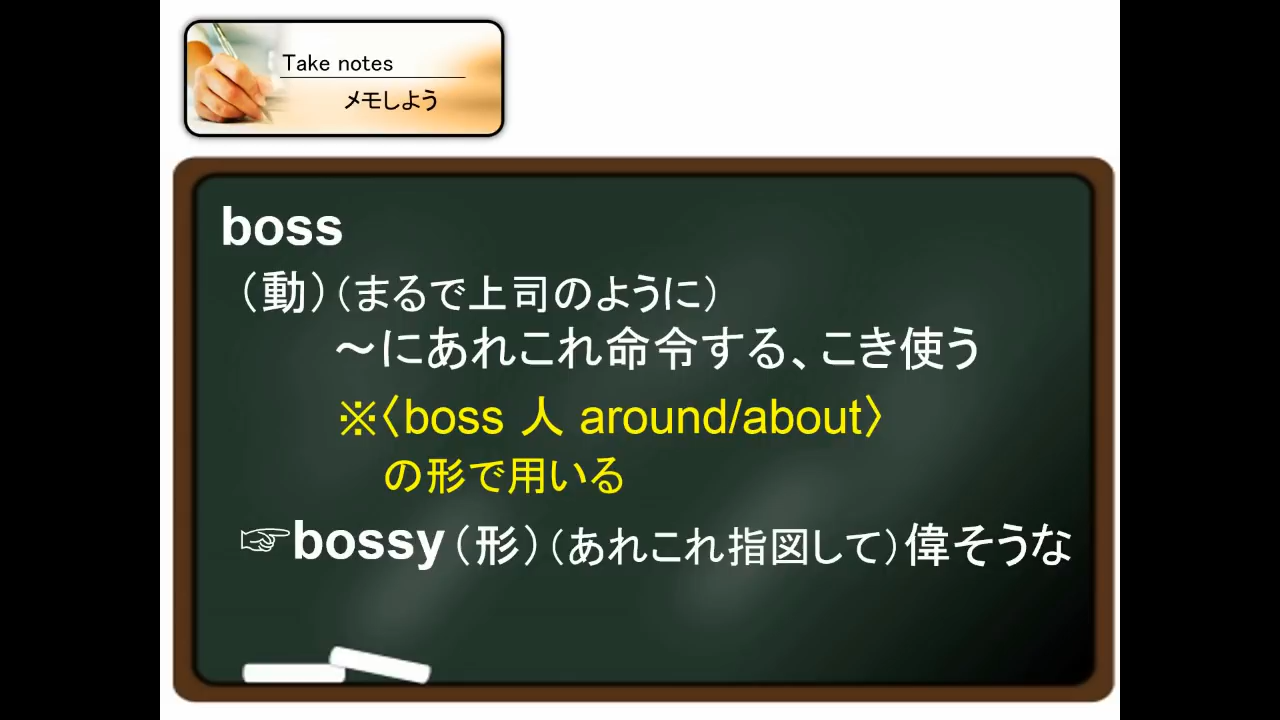 Take notes
メモしよう
boss
（動）（まるで上司のように）
～にあれこれ命令する、こき使う
※〈boss 人 around/about〉
の形で用いる
☞bossy（形）（あれこれ指図して）偉そうな